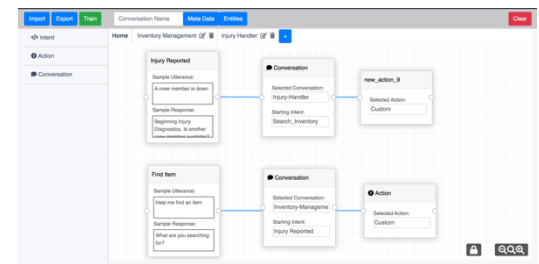 Import Export Train Conversation Name Meta Data Entities Clear
Intent
Action
Conversation
Home Inventory Management Injury Handler +
Injury Reported
Sample Utterance:
A crew member is down
Sample Response:
Beginning Injury
Diagnostics. Is another
crew member available?
Conversation
Selected Conversation:
Injury-Handler
Starting Intent:
Search_Inventory
new_action_9
Selected Action:
Custom
Find Item
Sample Utterance:
Help me find an item
Sample Response:
What are you searching
for?
Conversation
Selected Conversation:
Inventory-Manageme
Starting Intent:
Injury Reported
Action
Selected Action:
Custom